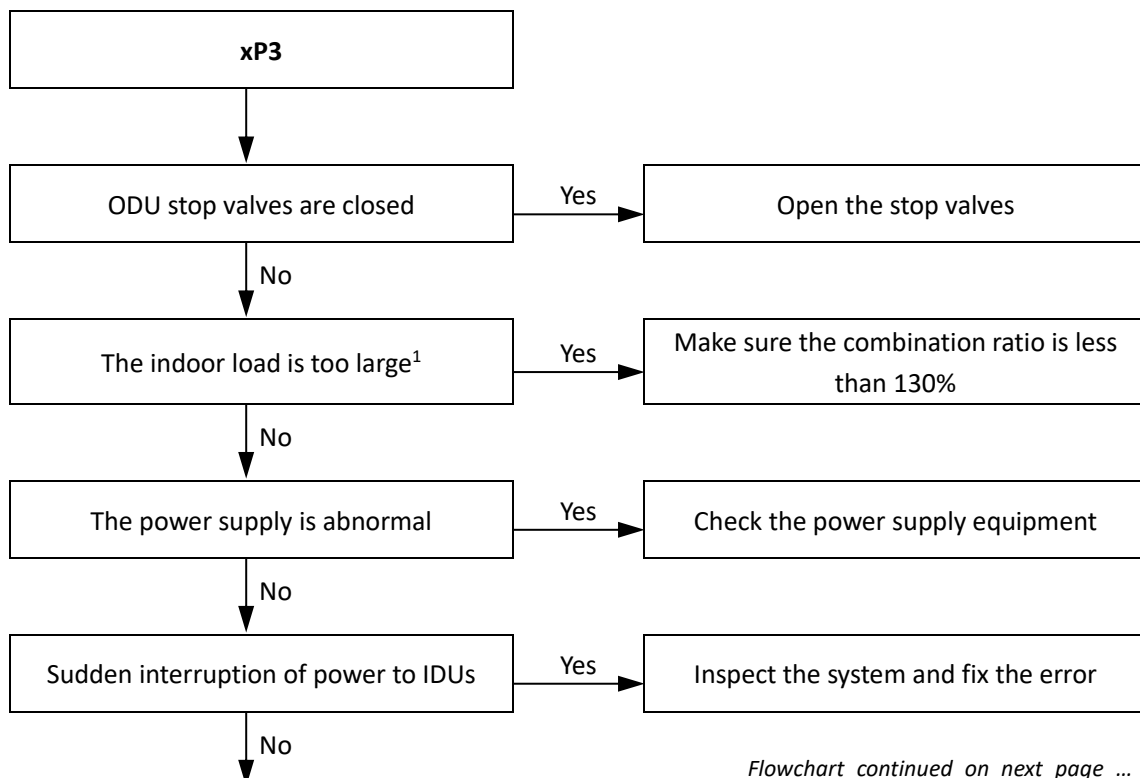 xP3
ODU stop valves are closed
Yes
Open the stop valves
No
The indoor load is too large¹
Yes
Make sure the combination ratio is less
than 130%
No
The power supply is abnormal
Yes
Check the power supply equipment
No
Sudden interruption of power to IDUs
Yes
Inspect the system and fix the error
No
Flowchart continued on next page …